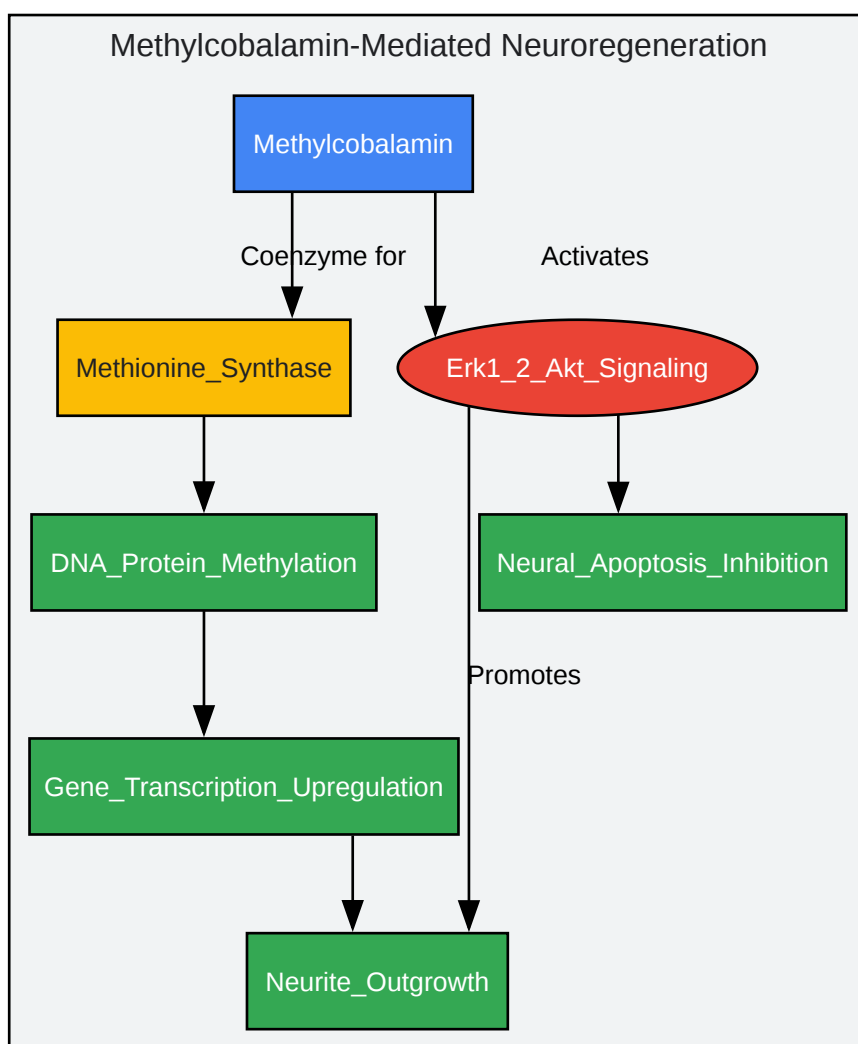 Methylcobalamin-Mediated Neuroregeneration
Methylcobalamin
Coenzyme for
Activates
Methionine_Synthase
Erk1_2_Akt_Signaling
DNA_Protein_Methylation
Neural_Apoptosis_Inhibition
Promotes
Gene_Transcription_Upregulation
Neurite_Outgrowth